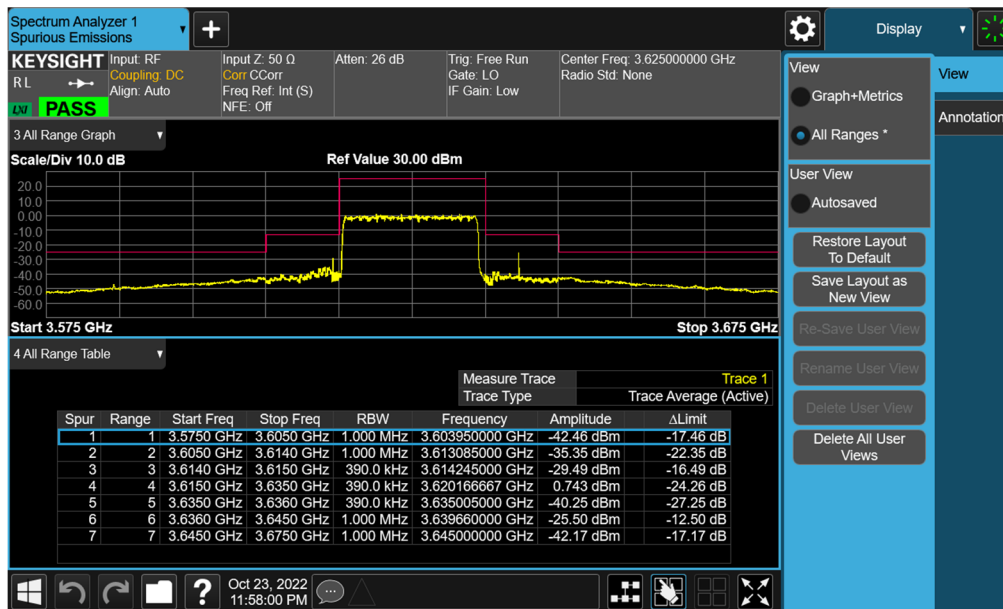 Spectrum Analyzer 1
Spurious Emissions
Display
KEYSIGHT
Input: RF
Coupling: DC
Align: Auto
Input Z: 50 Ω
Corr CCorr
Freq Ref: Int (S)
NFE: Off
Atten: 26 dB
Trig: Free Run
Gate: LO
IF Gain: Low
Center Freq: 3.625000000 GHz
Radio Std: None
R L
LXI PASS
3 All Range Graph
Scale/Div 10.0 dB Ref Value 30.00 dBm
20.0
10.0
0.00
-10.0
-20.0
-30.0
-40.0
-50.0
-60.0
Start 3.575 GHz Stop 3.675 GHz
4 All Range Table
Measure Trace Trace 1
Trace Type Trace Average (Active)
Spur Range Start Freq Stop Freq RBW Frequency Amplitude ΔLimit
1 1 3.5750 GHz 3.6050 GHz 1.000 MHz 3.603950000 GHz -42.46 dBm -17.46 dB
2 2 3.6050 GHz 3.6140 GHz 1.000 MHz 3.613085000 GHz -35.35 dBm -22.35 dB
3 3 3.6140 GHz 3.6150 GHz 390.0 kHz 3.614245000 GHz -29.49 dBm -16.49 dB
4 4 3.6150 GHz 3.6350 GHz 390.0 kHz 3.620166667 GHz 0.743 dBm -24.26 dB
5 5 3.6350 GHz 3.6360 GHz 390.0 kHz 3.635005000 GHz -40.25 dBm -27.25 dB
6 6 3.6360 GHz 3.6450 GHz 1.000 MHz 3.639660000 GHz -25.50 dBm -12.50 dB
7 7 3.6450 GHz 3.6750 GHz 1.000 MHz 3.645000000 GHz -42.17 dBm -17.17 dB
Oct 23, 2022
11:58:00 PM
View
Graph+Metrics
All Ranges *
User View
Autosaved
Restore Layout
To Default
Save Layout as
New View
Re-Save User View
Rename User View
Delete User View
Delete All User
Views
View
Annotation